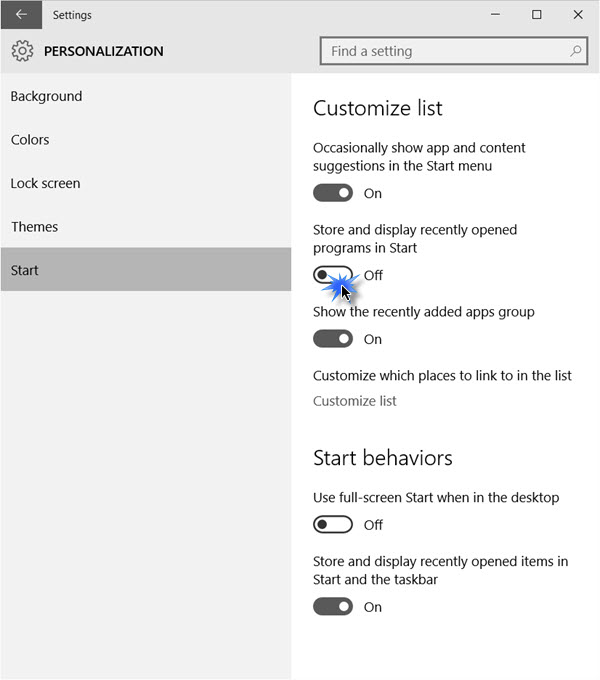 Settings
PERSONALIZATION
Find a setting
Background
Colors
Lock screen
Themes
Start
Customize list
Occasionally show app and content
suggestions in the Start menu
On
Store and display recently opened
programs in Start
Off
Show the recently added apps group
On
Customize which places to link to in the list
Customize list
Start behaviors
Use full-screen Start when in the desktop
Off
Store and display recently opened items in
Start and the taskbar
On